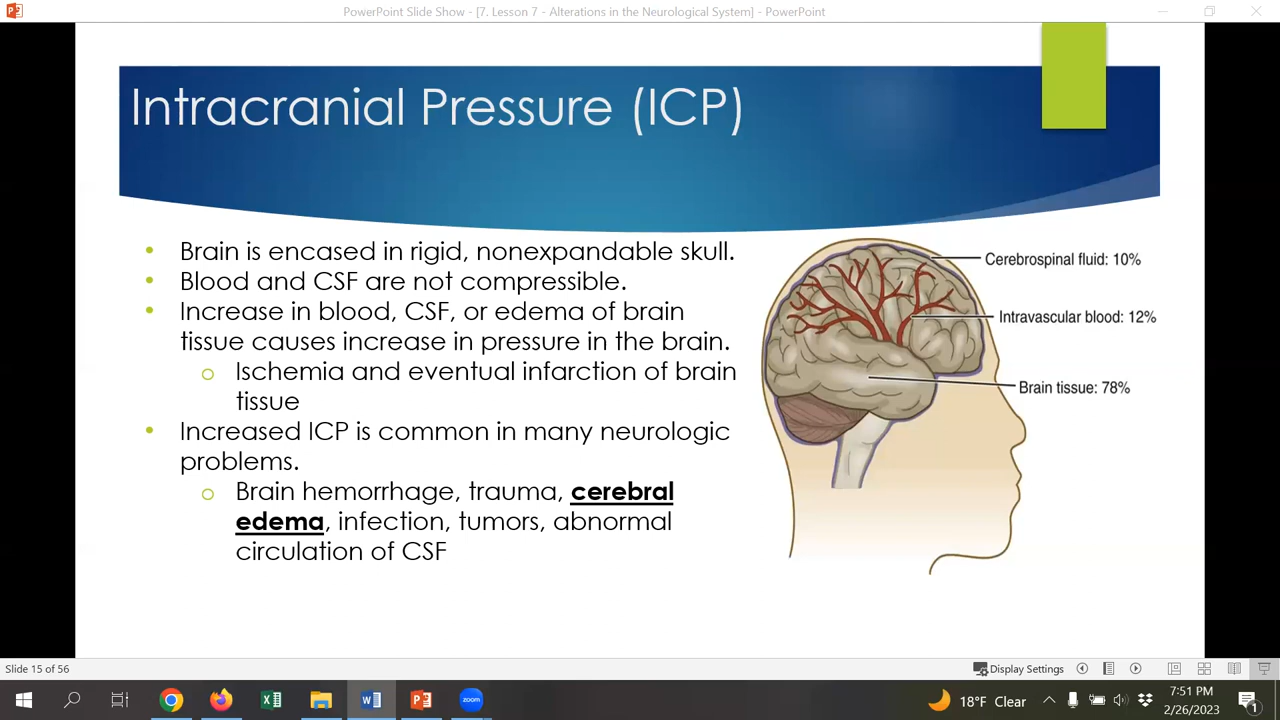 PowerPoint Slide Show - [7. Lesson 7 - Alterations in the Neurological System] - PowerPoint
Intracranial Pressure (ICP)
• Brain is encased in rigid, nonexpandable skull.
• Blood and CSF are not compressible.
• Increase in blood, CSF, or edema of brain
tissue causes increase in pressure in the brain.
o Ischemia and eventual infarction of brain
tissue
• Increased ICP is common in many neurologic
problems.
o Brain hemorrhage, trauma, cerebral
edema, infection, tumors, abnormal
circulation of CSF
Cerebrospinal fluid: 10%
Intravascular blood: 12%
Brain tissue: 78%
Slide 15 of 56
Display Settings
zoom
18°F Clear
7:51 PM
2/26/2023
1